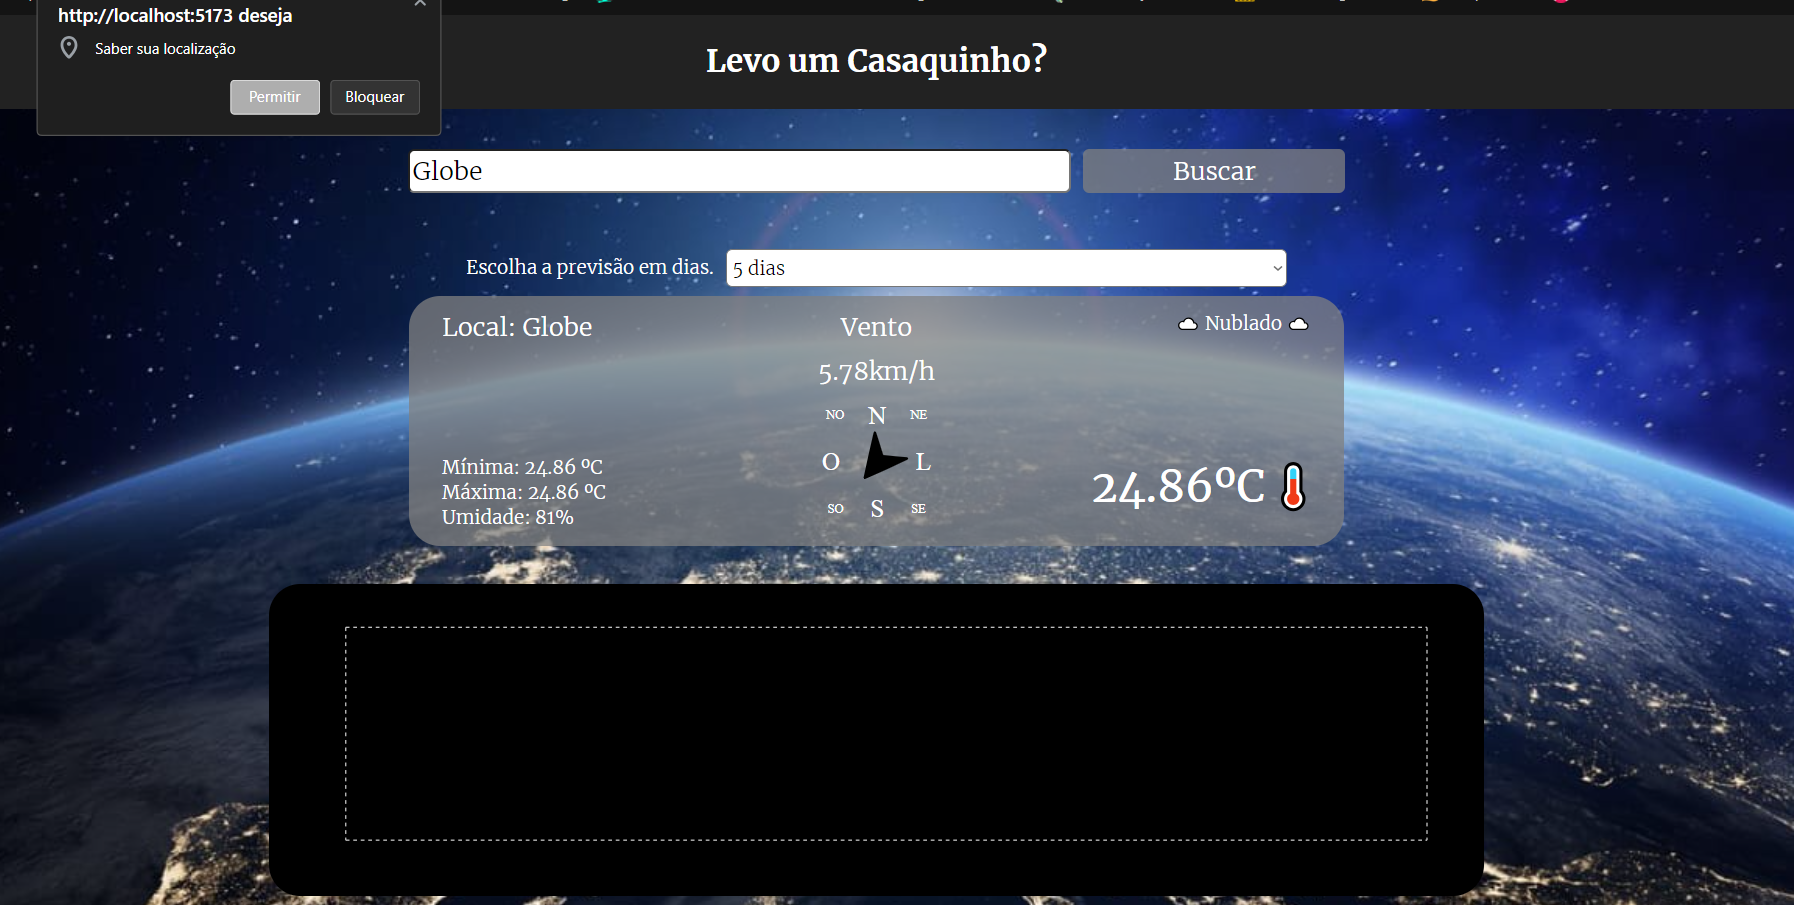 http://localhost:5173 deseja
Saber sua localização
Permitir Bloquear
Levo um Casaquinho?
Globe Buscar
Escolha a previsão em dias. 5 dias
Local: Globe
Mínima: 24.86 ºC
Máxima: 24.86 ºC
Umidade: 81%
Vento
5.78km/h
NO N NE
O L
SO S SE
Nublado
24.86ºC